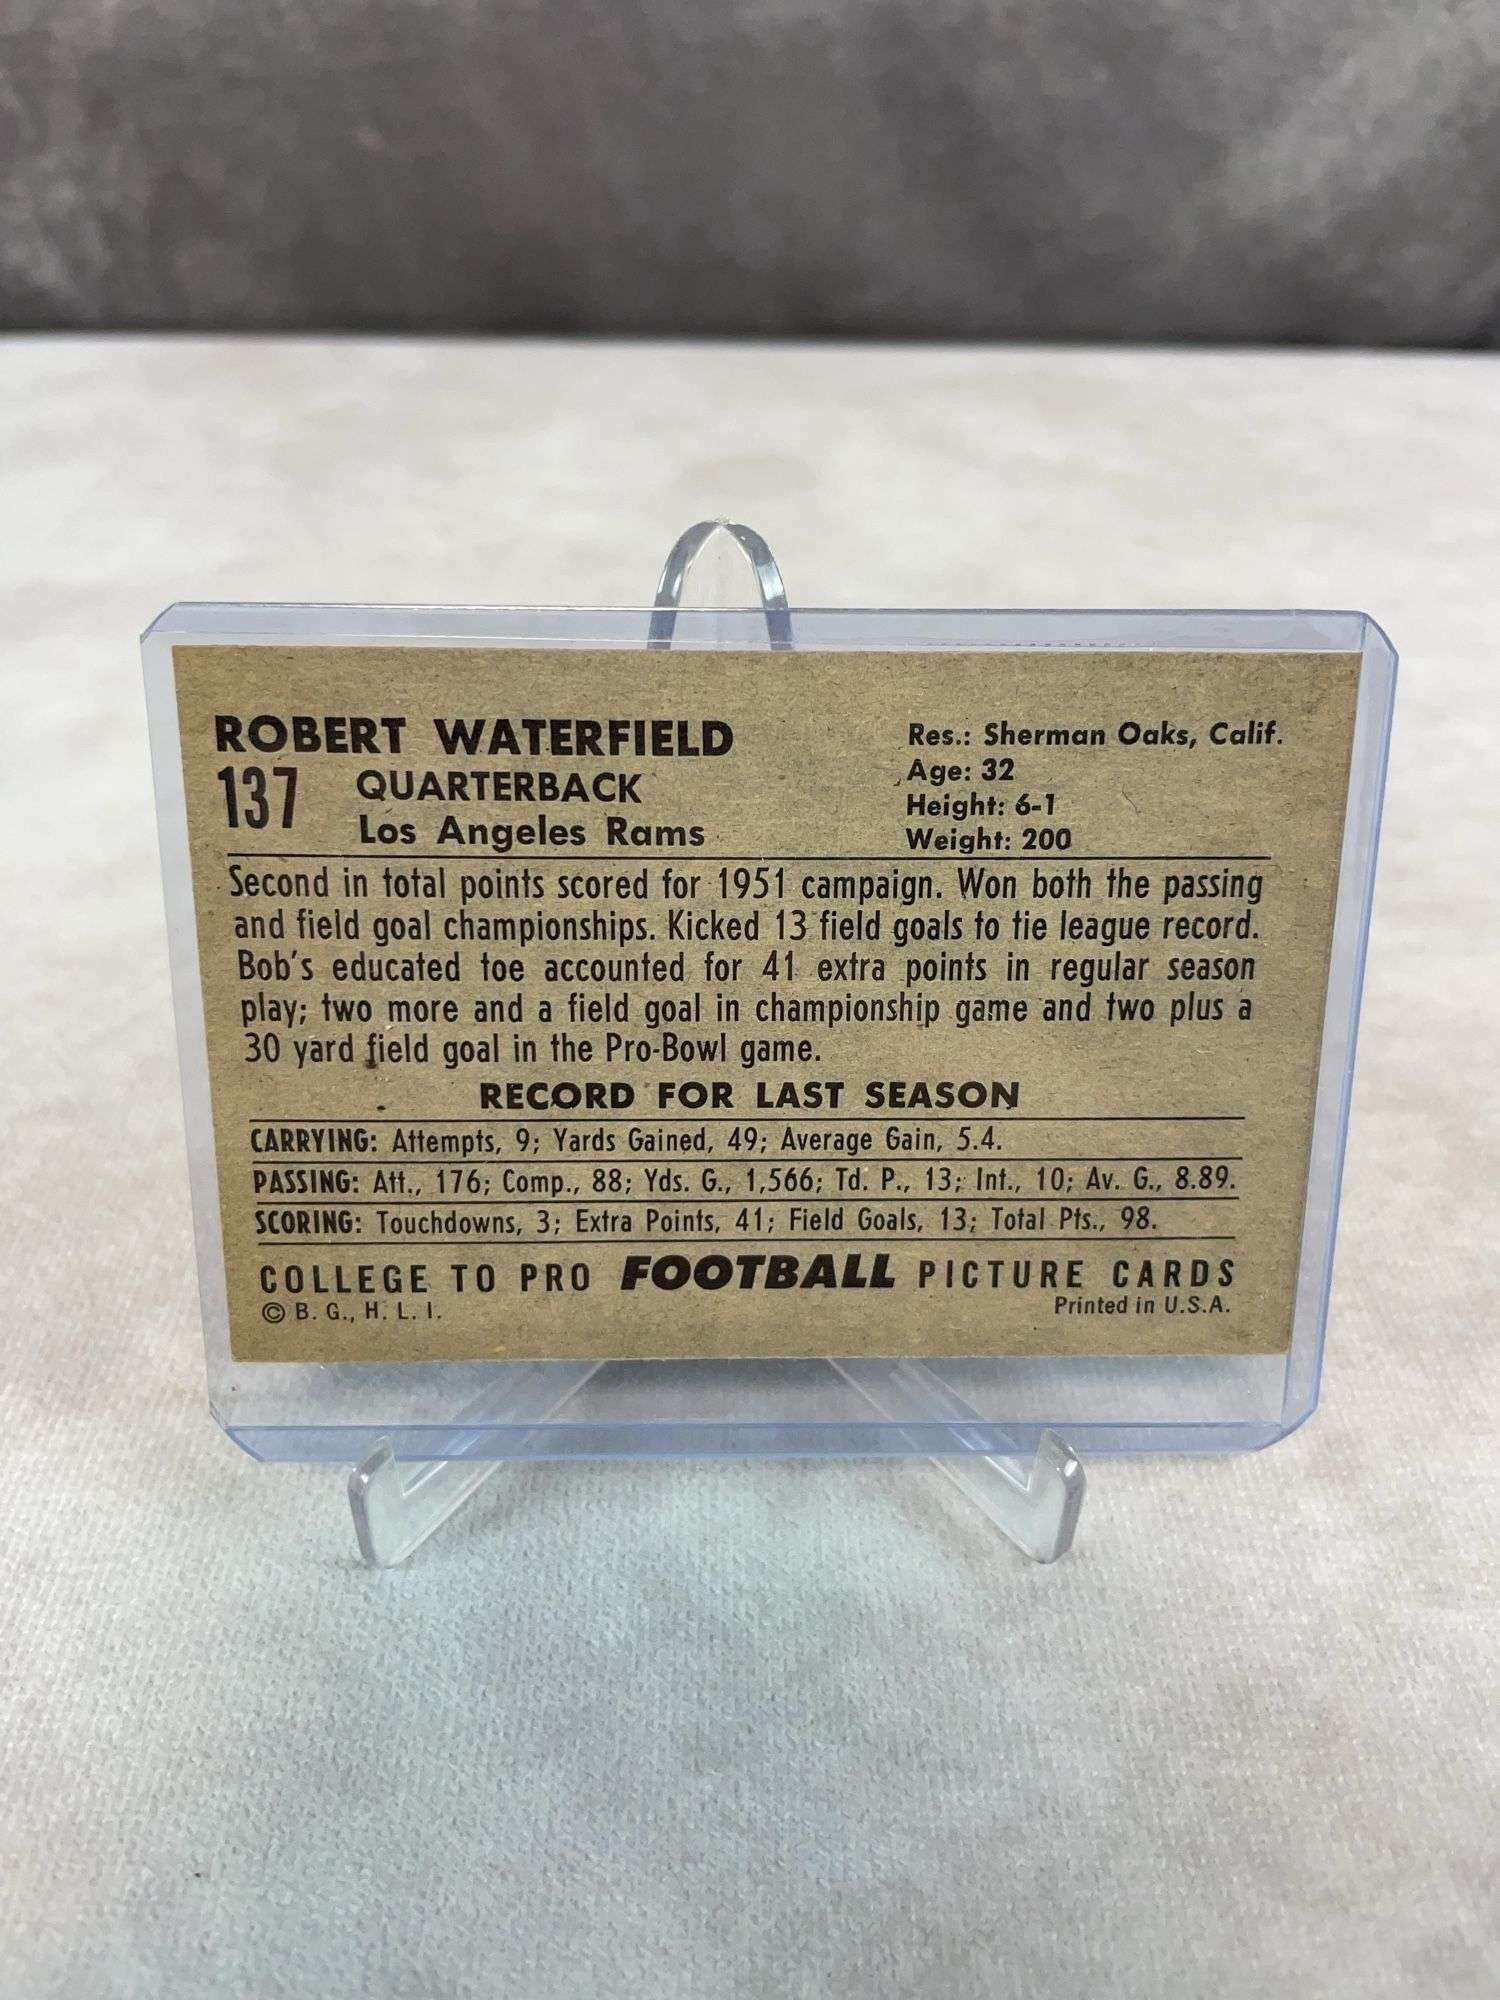 ROBERT WATERFIELD
137
QUARTERBACK
Los Angeles Rams
Res.: Sherman Oaks, Calif.
Age: 32
Height: 6-1
Weight: 200
Second in total points scored for 1951 campaign. Won both the passing
and field goal championships. Kicked 13 field goals to tie league record.
Bob's educated toe accounted for 41 extra points in regular season
play; two more and a field goal in championship game and two plus a
30 yard field goal in the Pro-Bowl game.
RECORD FOR LAST SEASON
CARRYING: Attempts, 9; Yards Gained, 49; Average Gain, 5.4.
PASSING: Att., 176; Comp., 88; Yds. G., 1,566; Td. P., 13; Int., 10; Av. G., 8.89.
SCORING: Touchdowns, 3; Extra Points, 41; Field Goals, 13; Total Pts., 98.
COLLEGE TO PRO FOOTBALL PICTURE CARDS
© B. G., H. L. I.
Printed in U.S.A.